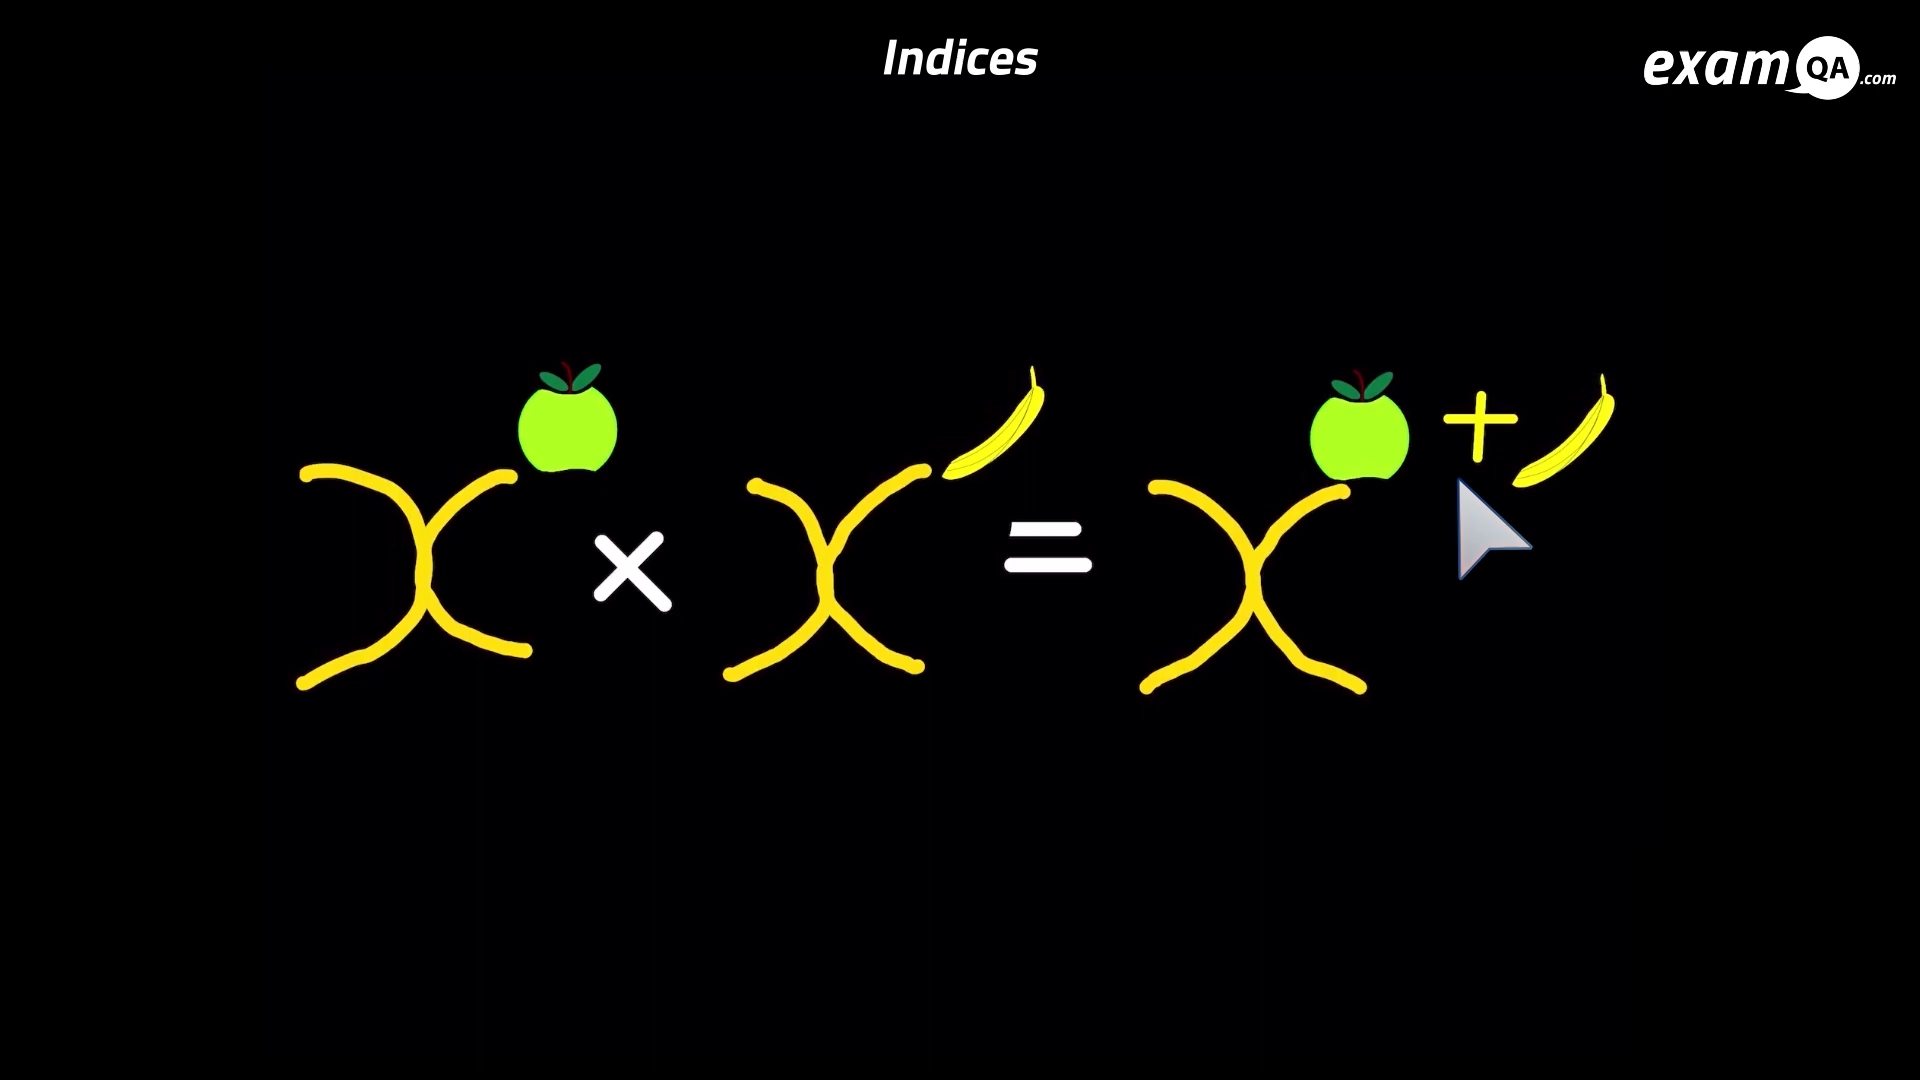 Indices
examQA.com
x × x = x +